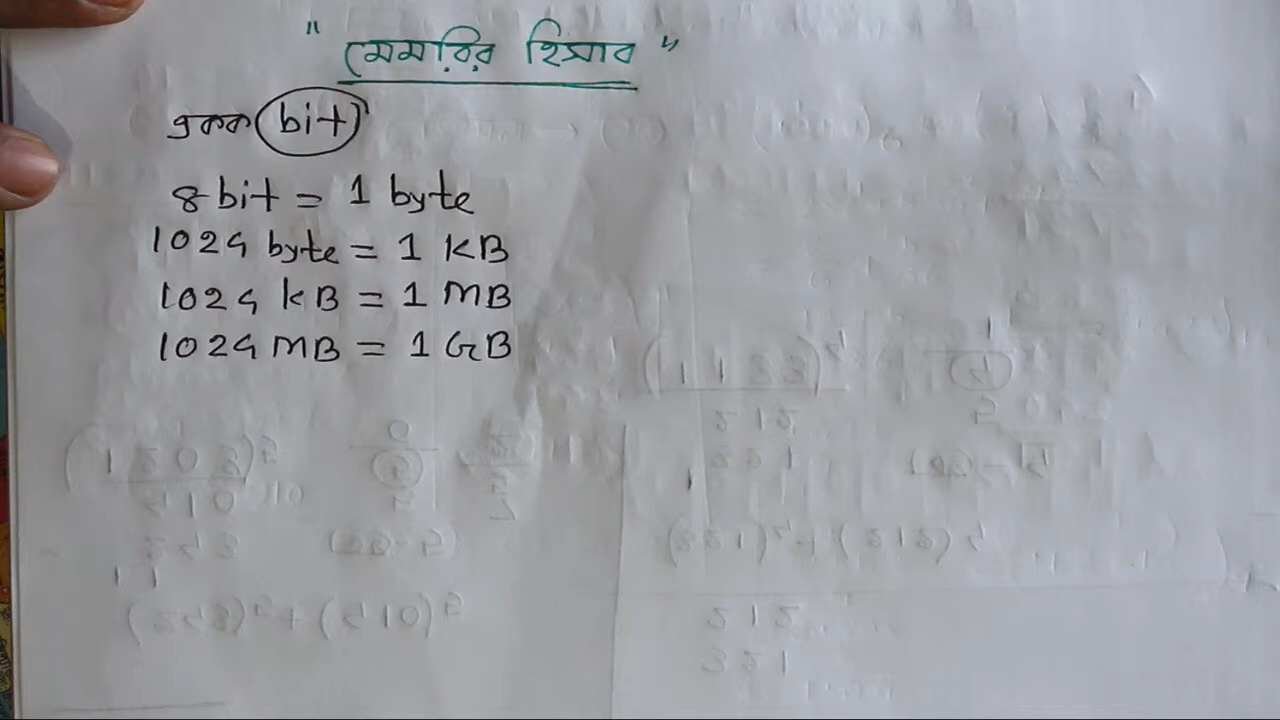 " মেমরির হিসাব "
একক bit
8 bit = 1 byte
1024 byte = 1 KB
1024 KB = 1 MB
1024 MB = 1 GB